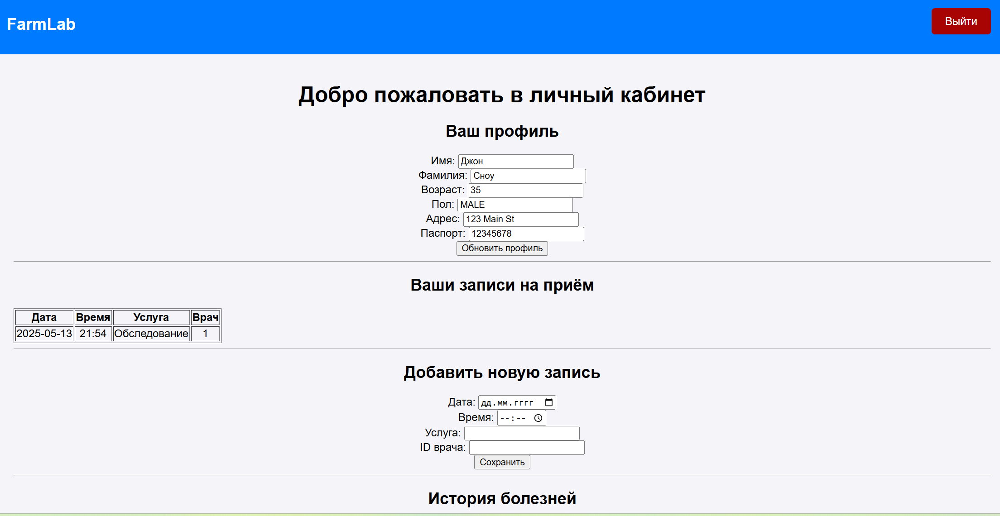 FarmLab
Выйти
Добро пожаловать в личный кабинет
Ваш профиль
Имя: Джон
Фамилия: Сноу
Возраст: 35
Пол: MALE
Адрес: 123 Main St
Паспорт: 12345678
Обновить профиль
Ваши записи на приём
Дата Время Услуга Врач
2025-05-13 21:54 Обследование 1
Добавить новую запись
Дата: дд.мм.гггг
Время: --:--
Услуга:
ID врача:
Сохранить
История болезней